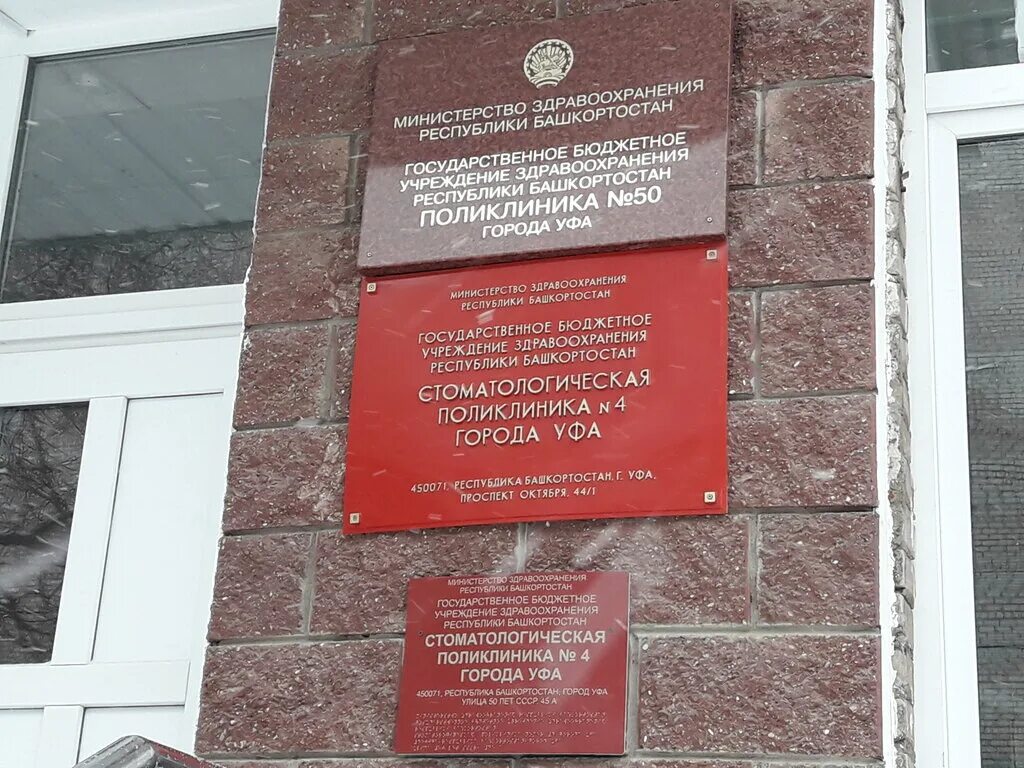 МИНИСТЕРСТВО ЗДРАВООХРАНЕНИЯ
РЕСПУБЛИКИ БАШКОРТОСТАН
ГОСУДАРСТВЕННОЕ БЮДЖЕТНОЕ
УЧРЕЖДЕНИЕ ЗДРАВООХРАНЕНИЯ
РЕСПУБЛИКИ БАШКОРТОСТАН
ПОЛИКЛИНИКА №50
ГОРОДА УФА
МИНИСТЕРСТВО ЗДРАВООХРАНЕНИЯ
РЕСПУБЛИКИ БАШКОРТОСТАН
ГОСУДАРСТВЕННОЕ БЮДЖЕТНОЕ
УЧРЕЖДЕНИЕ ЗДРАВООХРАНЕНИЯ
РЕСПУБЛИКИ БАШКОРТОСТАН
СТОМАТОЛОГИЧЕСКАЯ
ПОЛИКЛИНИКА N 4
ГОРОДА УФА
450071, РЕСПУБЛИКА БАШКОРТОСТАН, Г. УФА,
ПРОСПЕКТ ОКТЯБРЯ, 44/1
МИНИСТЕРСТВО ЗДРАВООХРАНЕНИЯ
РЕСПУБЛИКИ БАШКОРТОСТАН
ГОСУДАРСТВЕННОЕ БЮДЖЕТНОЕ
УЧРЕЖДЕНИЕ ЗДРАВООХРАНЕНИЯ
РЕСПУБЛИКИ БАШКОРТОСТАН
СТОМАТОЛОГИЧЕСКАЯ
ПОЛИКЛИНИКА № 4
ГОРОДА УФА
450071, РЕСПУБЛИКА БАШКОРТОСТАН, ГОРОД УФА
УЛИЦА 50 ЛЕТ СССР 45 А